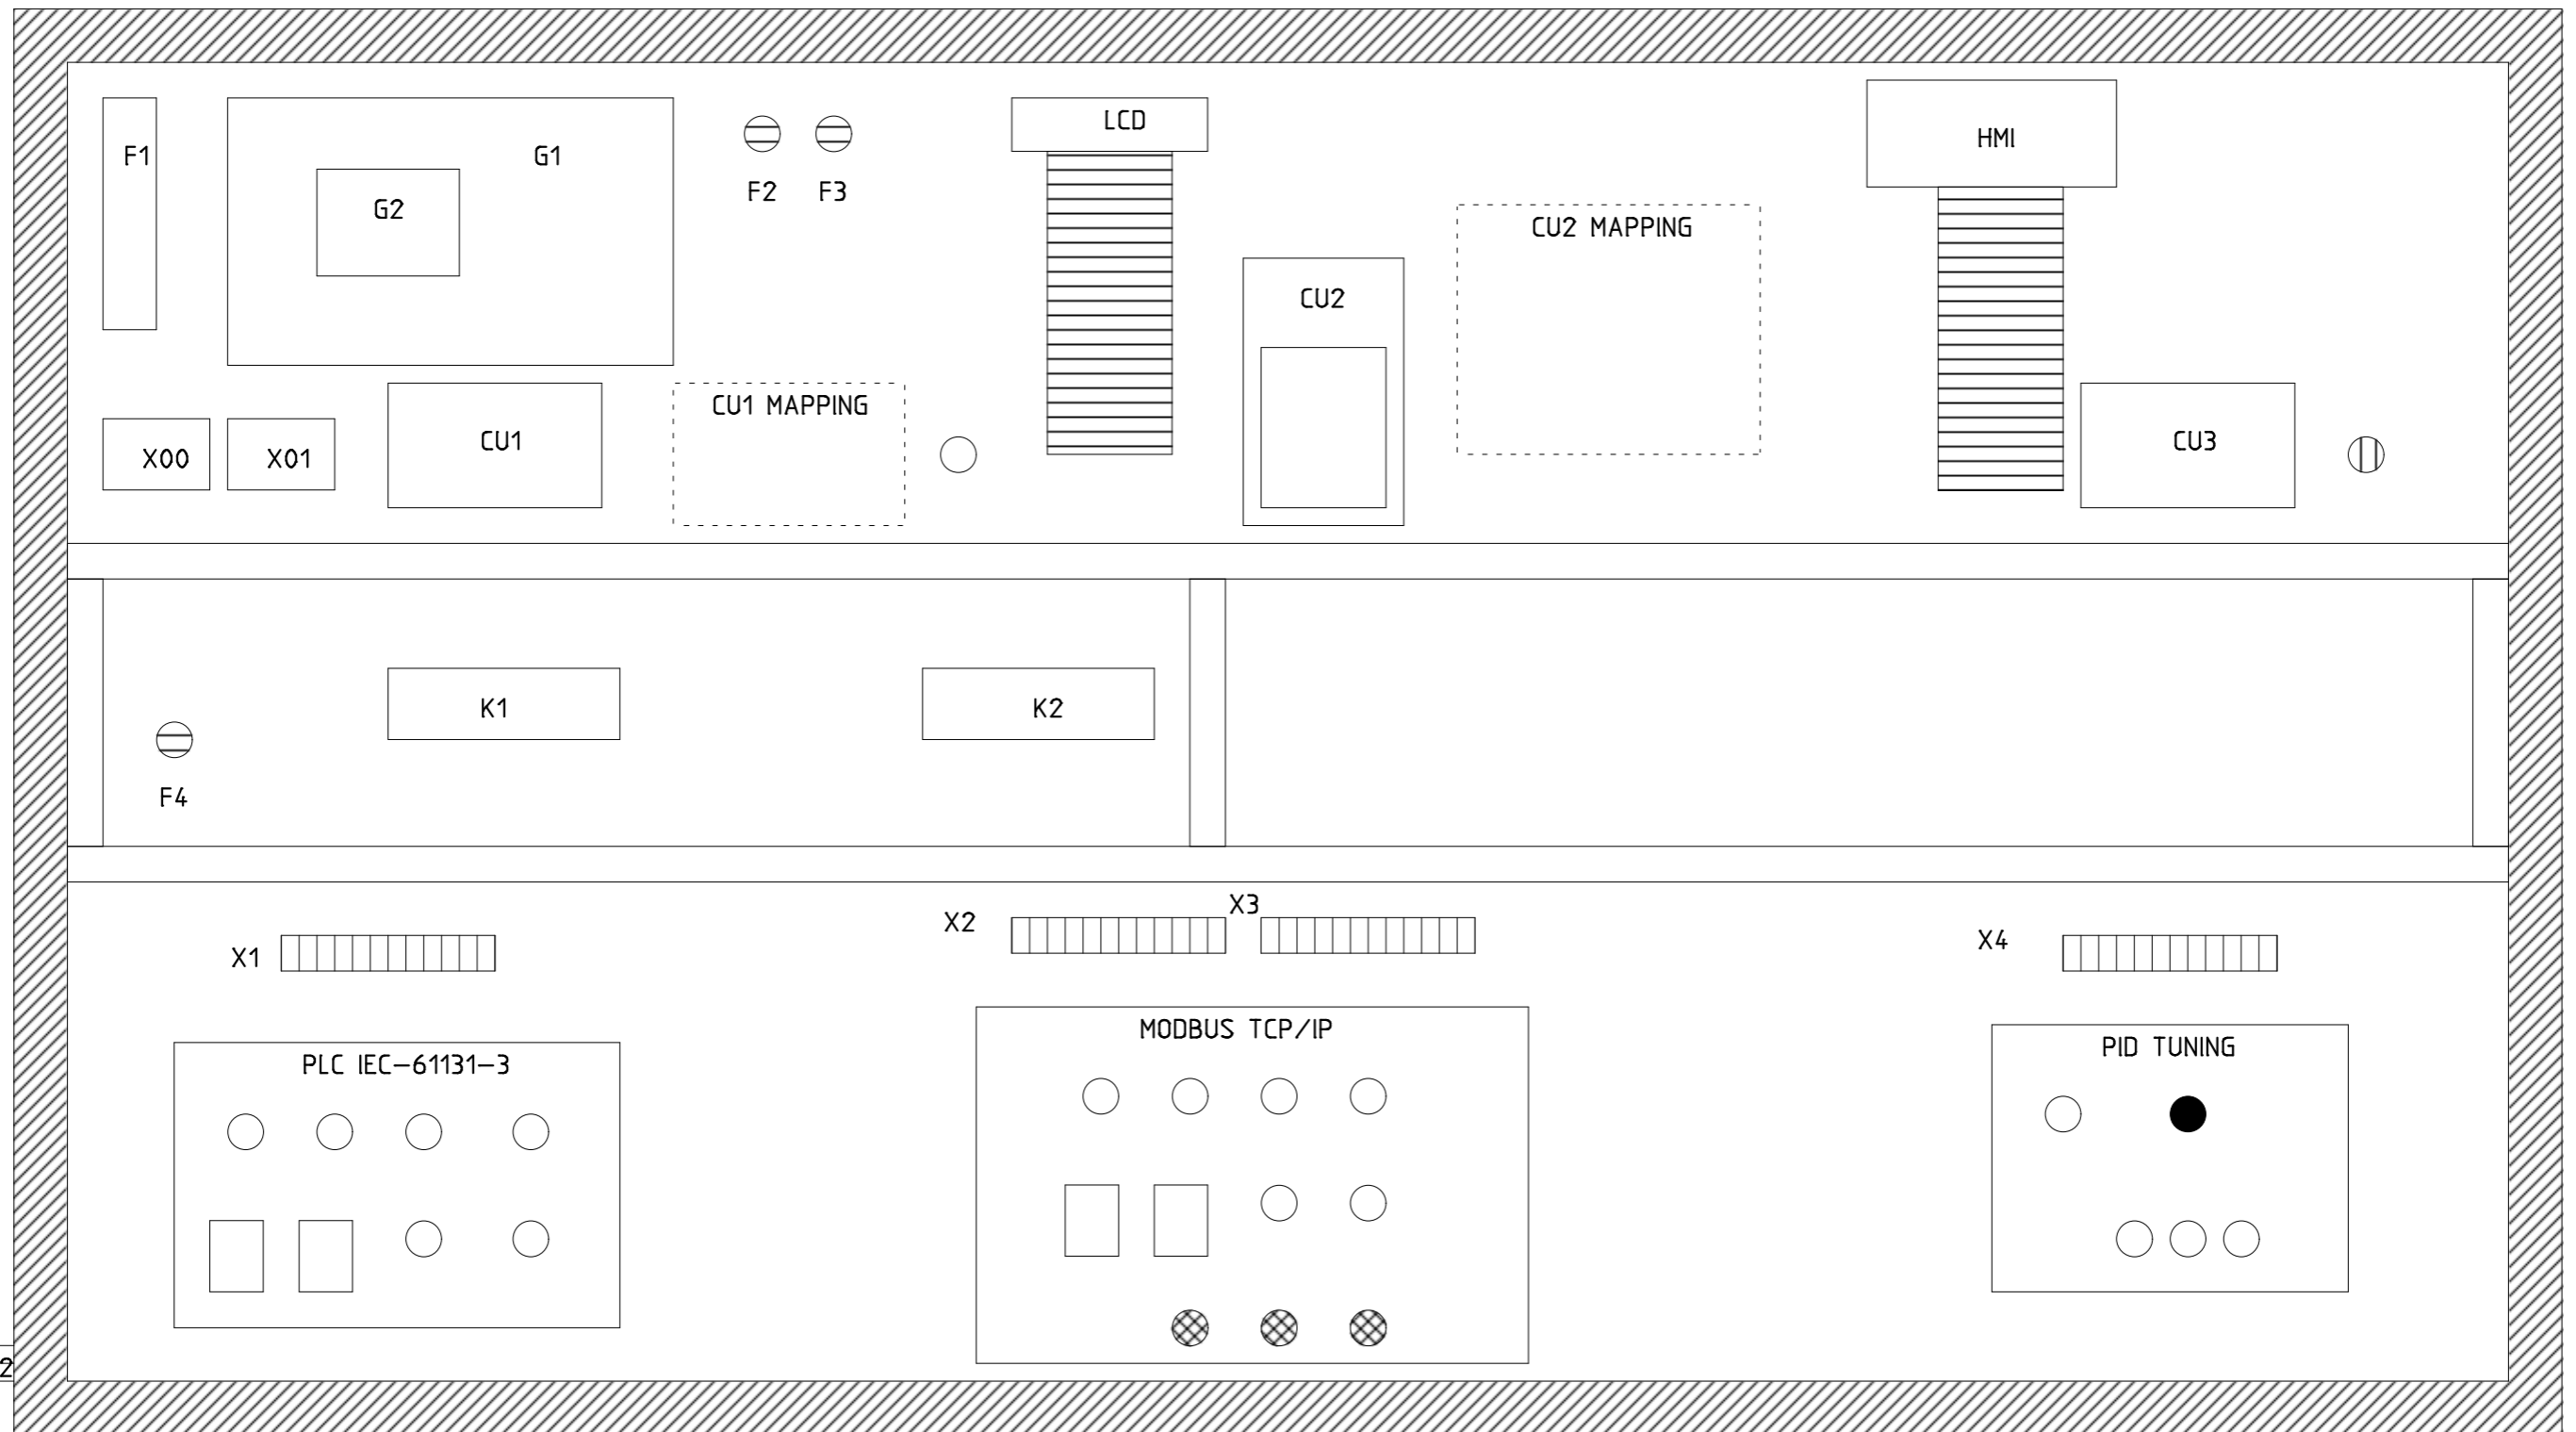 LCD
HMI
F1
G1
F2
F3
G2
CU2 MAPPING
CU2
CU1 MAPPING
CU1
CU3
X00
X01
K1
K2
F4
X3
X2
X4
X1
MODBUS TCP/IP
PID TUNING
PLC IEC-61131-3
2